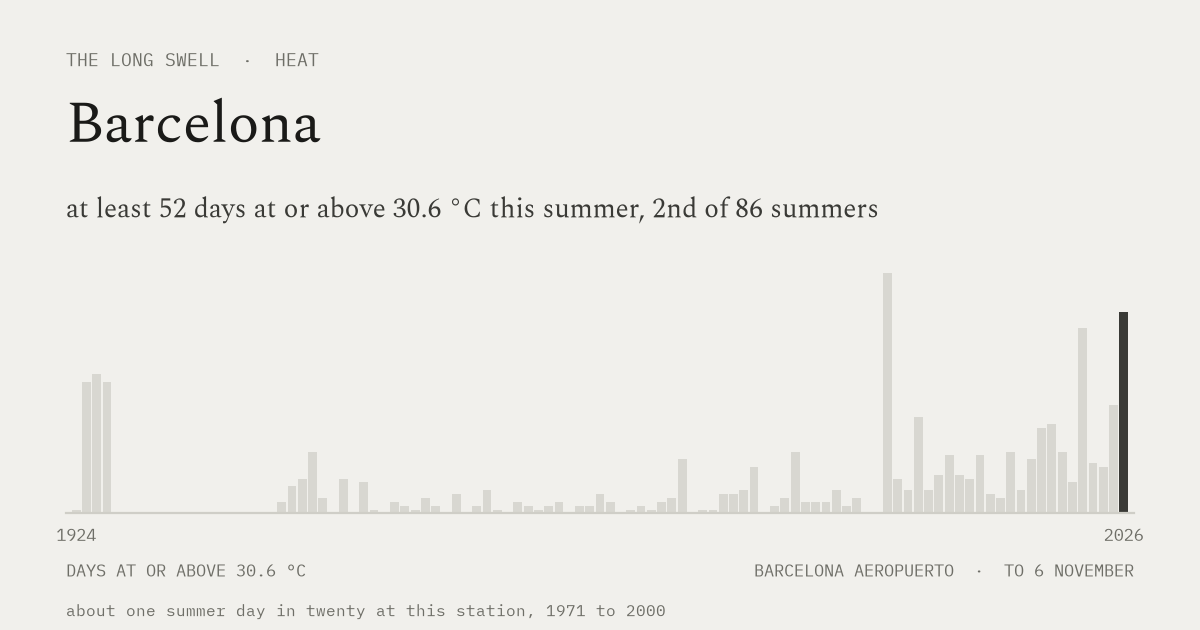 THE LONG SWELL · HEAT
Barcelona
at least 52 days at or above 30.6 °C this summer, 2nd of 86 summers
1924 2026
DAYS AT OR ABOVE 30.6 °C BARCELONA AEROPUERTO · TO 6 NOVEMBER
about one summer day in twenty at this station, 1971 to 2000